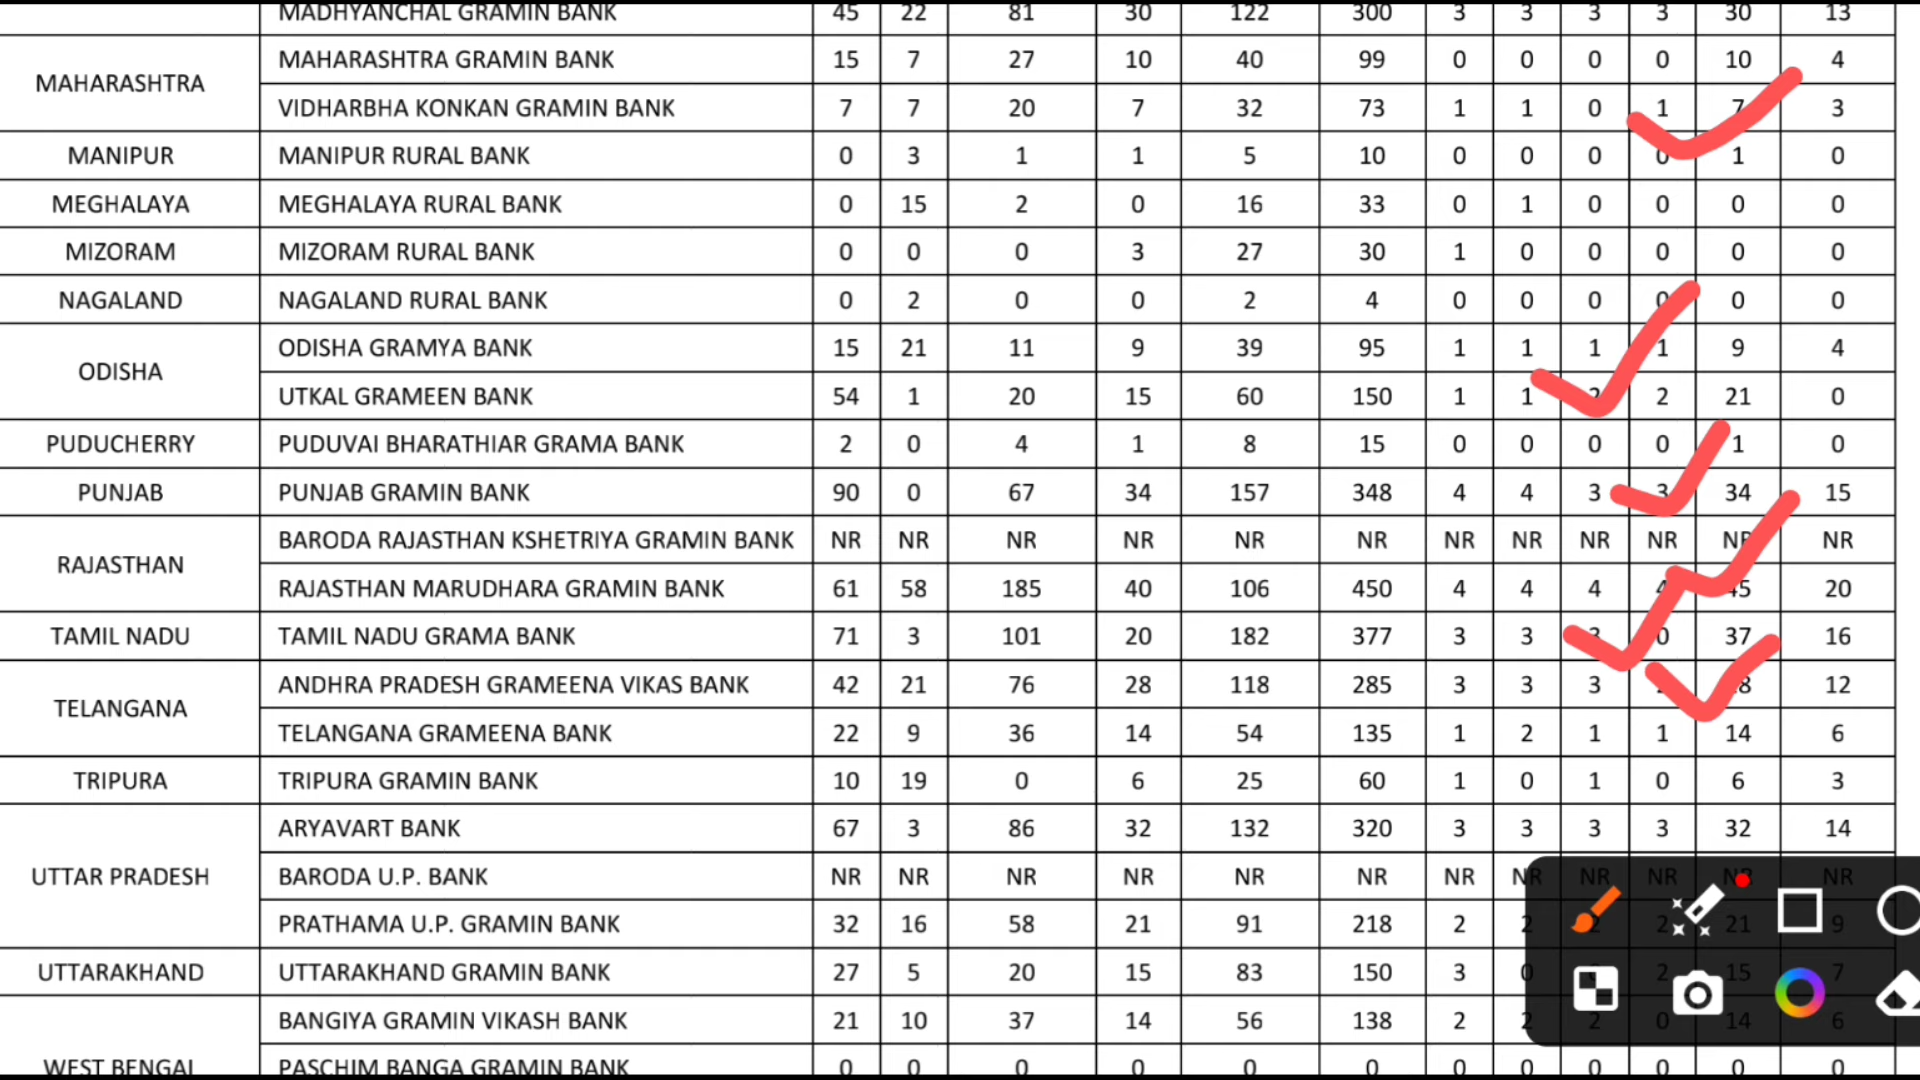 MADHYANCHAL GRAMIN BANK 45 22 81 30 122 300 3 3 3 3 30 13
MAHARASHTRA
MAHARASHTRA GRAMIN BANK 15 7 27 10 40 99 0 0 0 0 10 4
VIDHARBHA KONKAN GRAMIN BANK 7 7 20 7 32 73 1 1 0 1 7 3
MANIPUR MANIPUR RURAL BANK 0 3 1 1 5 10 0 0 0 0 1 0
MEGHALAYA MEGHALAYA RURAL BANK 0 15 2 0 16 33 0 1 0 0 0 0
MIZORAM MIZORAM RURAL BANK 0 0 0 3 27 30 1 0 0 0 0 0
NAGALAND NAGALAND RURAL BANK 0 2 0 0 2 4 0 0 0 0 0 0
ODISHA
ODISHA GRAMYA BANK 15 21 11 9 39 95 1 1 1 1 9 4
UTKAL GRAMEEN BANK 54 1 20 15 60 150 1 1 2 2 21 0
PUDUCHERRY PUDUVAI BHARATHIAR GRAMA BANK 2 0 4 1 8 15 0 0 0 0 1 0
PUNJAB PUNJAB GRAMIN BANK 90 0 67 34 157 348 4 4 3 3 34 15
RAJASTHAN
BARODA RAJASTHAN KSHETRIYA GRAMIN BANK NR NR NR NR NR NR NR NR NR NR NR NR
RAJASTHAN MARUDHARA GRAMIN BANK 61 58 185 40 106 450 4 4 4 4 45 20
TAMIL NADU TAMIL NADU GRAMA BANK 71 3 101 20 182 377 3 3 3 0 37 16
TELANGANA
ANDHRA PRADESH GRAMEENA VIKAS BANK 42 21 76 28 118 285 3 3 3 12
TELANGANA GRAMEENA BANK 22 9 36 14 54 135 1 2 1 1 14 6
TRIPURA TRIPURA GRAMIN BANK 10 19 0 6 25 60 1 0 1 0 6 3
UTTAR PRADESH
ARYAVART BANK 67 3 86 32 132 320 3 3 3 3 32 14
BARODA U.P. BANK NR NR NR NR NR NR NR NR NR NR NR NR
PRATHAMA U.P. GRAMIN BANK 32 16 58 21 91 218 2 2 2 2 21 9
UTTARAKHAND UTTARAKHAND GRAMIN BANK 27 5 20 15 83 150 3 0 2 15 7
WEST BENGAL
BANGIYA GRAMIN VIKASH BANK 21 10 37 14 56 138 2 2 2 0 14 6
PASCHIM BANGA GRAMIN BANK 0 0 0 0 0 0 0 0 0 0 0 0